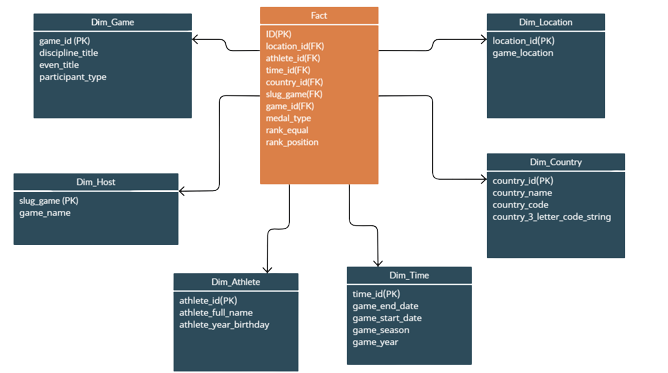 Dim_Game
game_id (PK)
discipline_title
even_title
participant_type
Fact
ID(PK)
location_id(FK)
athlete_id(FK)
time_id(FK)
country_id(FK)
slug_game(FK)
game_id(FK)
medal_type
rank_equal
rank_position
Dim_Location
location_id(PK)
game_location
Dim_Host
slug_game (PK)
game_name
Dim_Country
country_id(PK)
country_name
country_code
country_3_letter_code_string
Dim_Athlete
athlete_id(PK)
athlete_full_name
athlete_year_birthday
Dim_Time
time_id(PK)
game_end_date
game_start_date
game_season
game_year